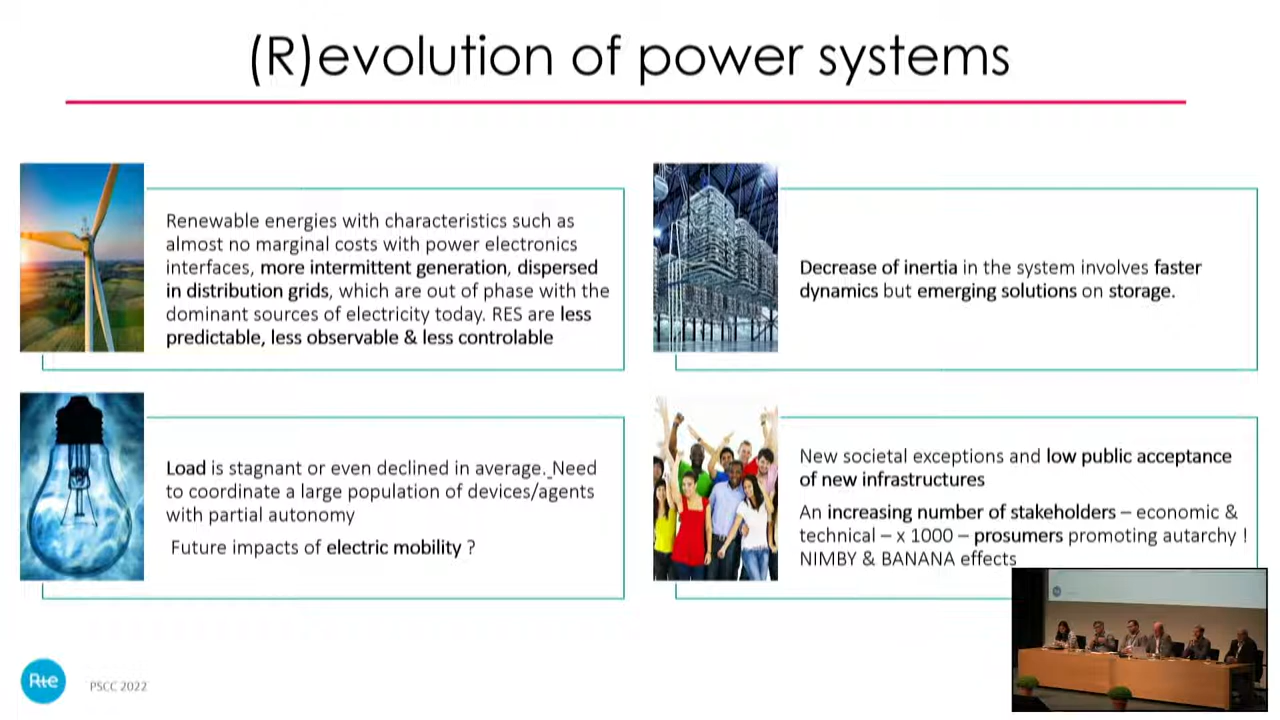 (R)evolution of power systems
Renewable energies with characteristics such as
almost no marginal costs with power electronics
interfaces, more intermittent generation, dispersed
in distribution grids, which are out of phase with the
dominant sources of electricity today. RES are less
predictable, less observable & less controlable
Decrease of inertia in the system involves faster
dynamics but emerging solutions on storage.
Load is stagnant or even declined in average. Need
to coordinate a large population of devices/agents
with partial autonomy
Future impacts of electric mobility ?
New societal exceptions and low public acceptance
of new infrastructures
An increasing number of stakeholders – economic &
technical – x 1000 – prosumers promoting autarchy !
NIMBY & BANANA effects
Rte
PSCC 2022